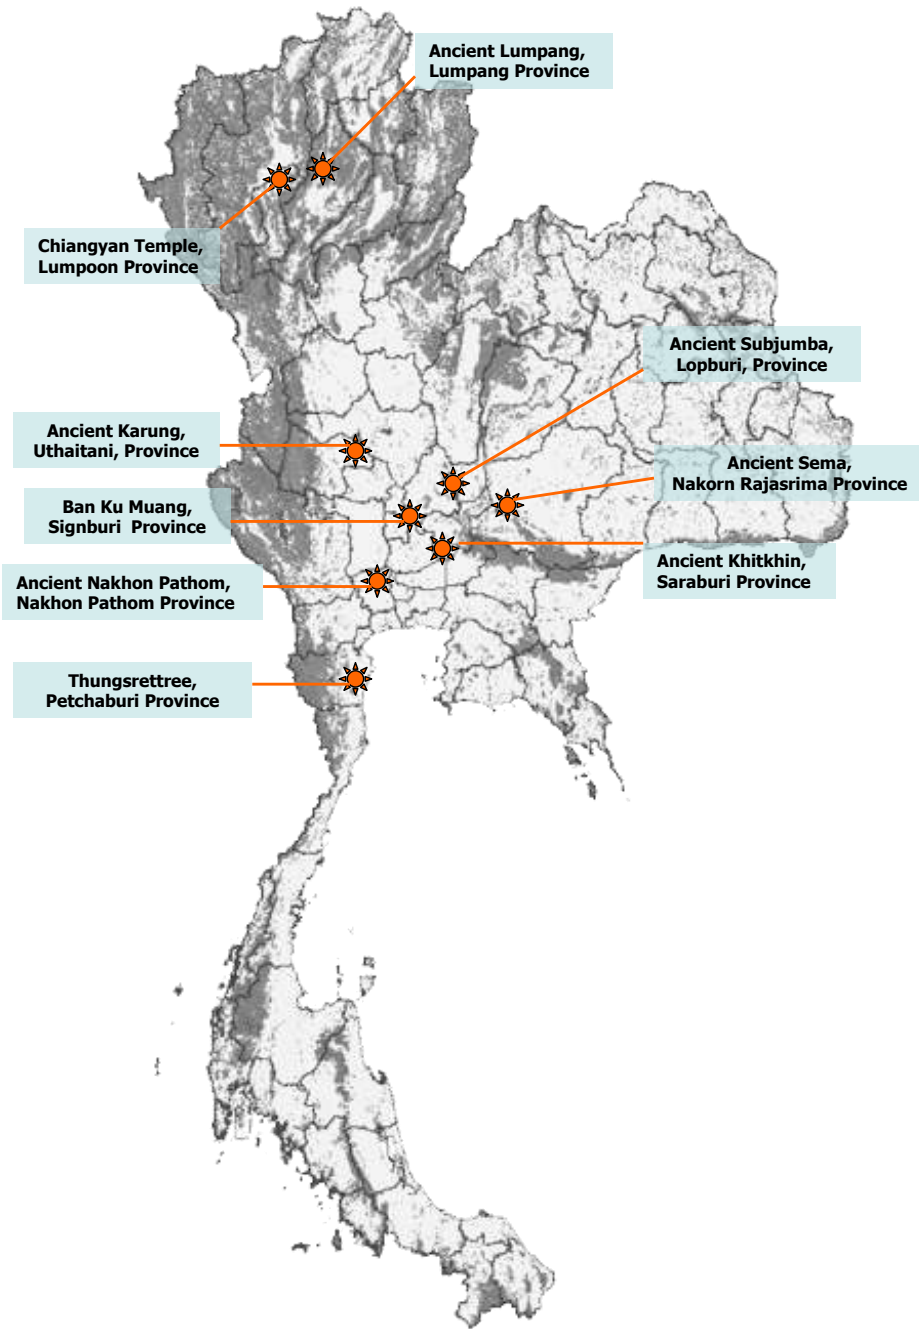 Ancient Lumpang,
Lumpang Province
Chiangyan Temple,
Lumpoon Province
Ancient Subjumba,
Lopburi, Province
Ancient Karung,
Uthaitani, Province
Ancient Sema,
Nakorn Rajasrima Province
Ban Ku Muang,
Signburi Province
Ancient Khitkhin,
Saraburi Province
Ancient Nakhon Pathom,
Nakhon Pathom Province
Thungsrettree,
Petchaburi Province